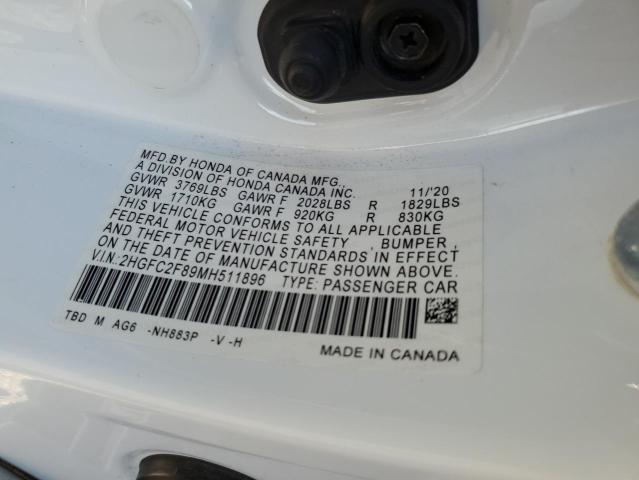 MFD.BY HONDA OF CANADA MFG.
A DIVISION OF HONDA CANADA INC. 11/'20
GVWR 3769LBS GAWR F 2028LBS R 1829LBS
GVWR 1710KG GAWR F 920KG R 830KG
THIS VEHICLE CONFORMS TO ALL APPLICABLE
FEDERAL MOTOR VEHICLE SAFETY , BUMPER ,
AND THEFT PREVENTION STANDARDS IN EFFECT
ON THE DATE OF MANUFACTURE SHOWN ABOVE.
V.I.N:2HGFC2F89MH511896 TYPE: PASSENGER CAR
TBD M AG6 -NH883P -V -H
MADE IN CANADA